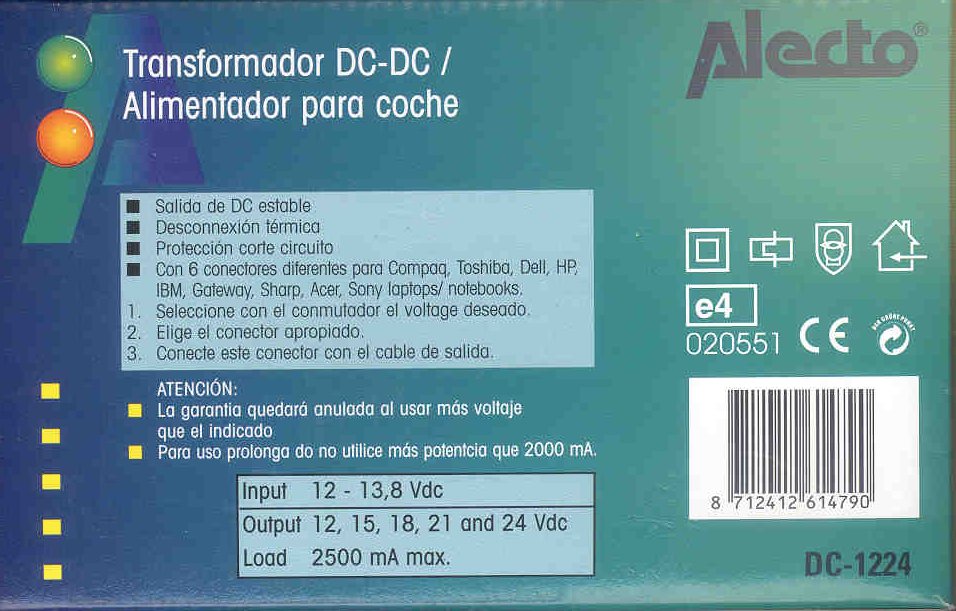 Transformador DC-DC /
Alimentador para coche
Alecto®
■ Salida de DC estable
■ Desconnexión térmica
■ Protección corte circuito
■ Con 6 conectores diferentes para Compaq, Toshiba, Dell, HP,
IBM, Gateway, Sharp, Acer, Sony laptops/ notebooks.
1. Seleccione con el conmutador el voltage deseado.
2. Elige el conector apropiado.
3. Conecte este conector con el cable de salida.
ATENCIÓN:
■ La garantia quedará anulada al usar más voltaje
que el indicado
■ Para uso prolonga do no utilice más potentcia que 2000 mA.
Input 12 - 13,8 Vdc
Output 12, 15, 18, 21 and 24 Vdc
Load 2500 mA max.
e4
020551 CE
DER GRÜNE PUNKT
8 712412 614790
DC-1224